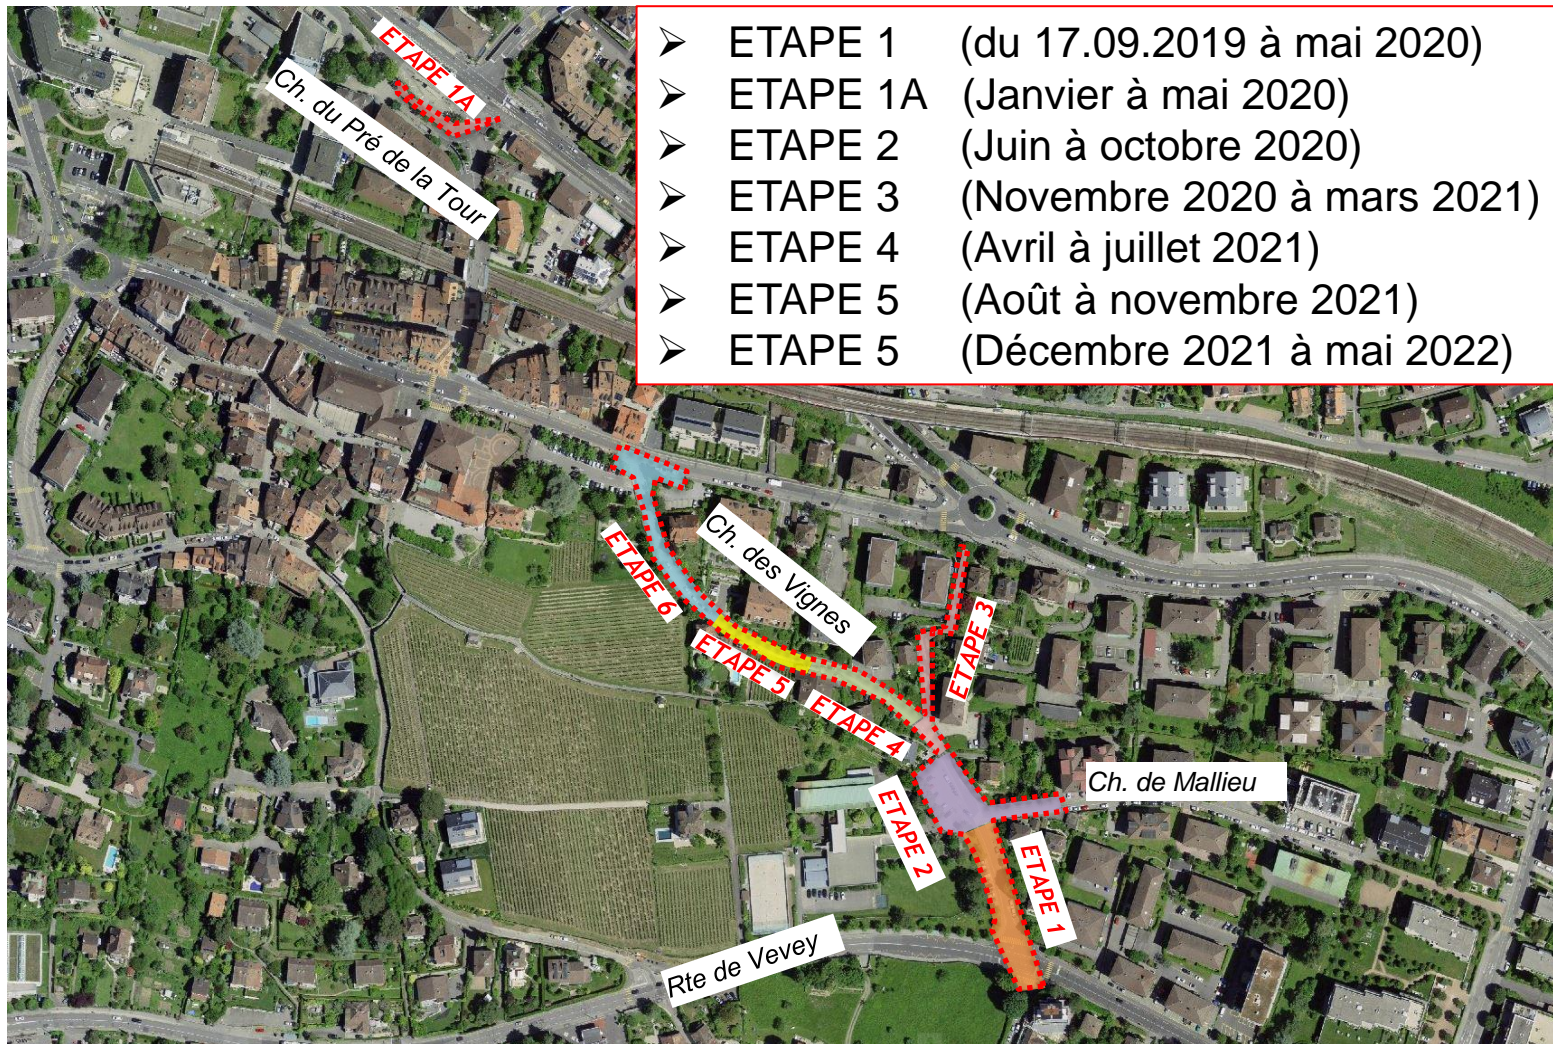 ➢ ETAPE 1 (du 17.09.2019 à mai 2020)
➢ ETAPE 1A (Janvier à mai 2020)
➢ ETAPE 2 (Juin à octobre 2020)
➢ ETAPE 3 (Novembre 2020 à mars 2021)
➢ ETAPE 4 (Avril à juillet 2021)
➢ ETAPE 5 (Août à novembre 2021)
➢ ETAPE 5 (Décembre 2021 à mai 2022)
ETAPE 1A
Ch. du Pré de la Tour
Ch. des Vignes
ETAPE 6
ETAPE 5
ETAPE 4
ETAPE 3
Ch. de Mallieu
ETAPE 2
ETAPE 1
Rte de Vevey